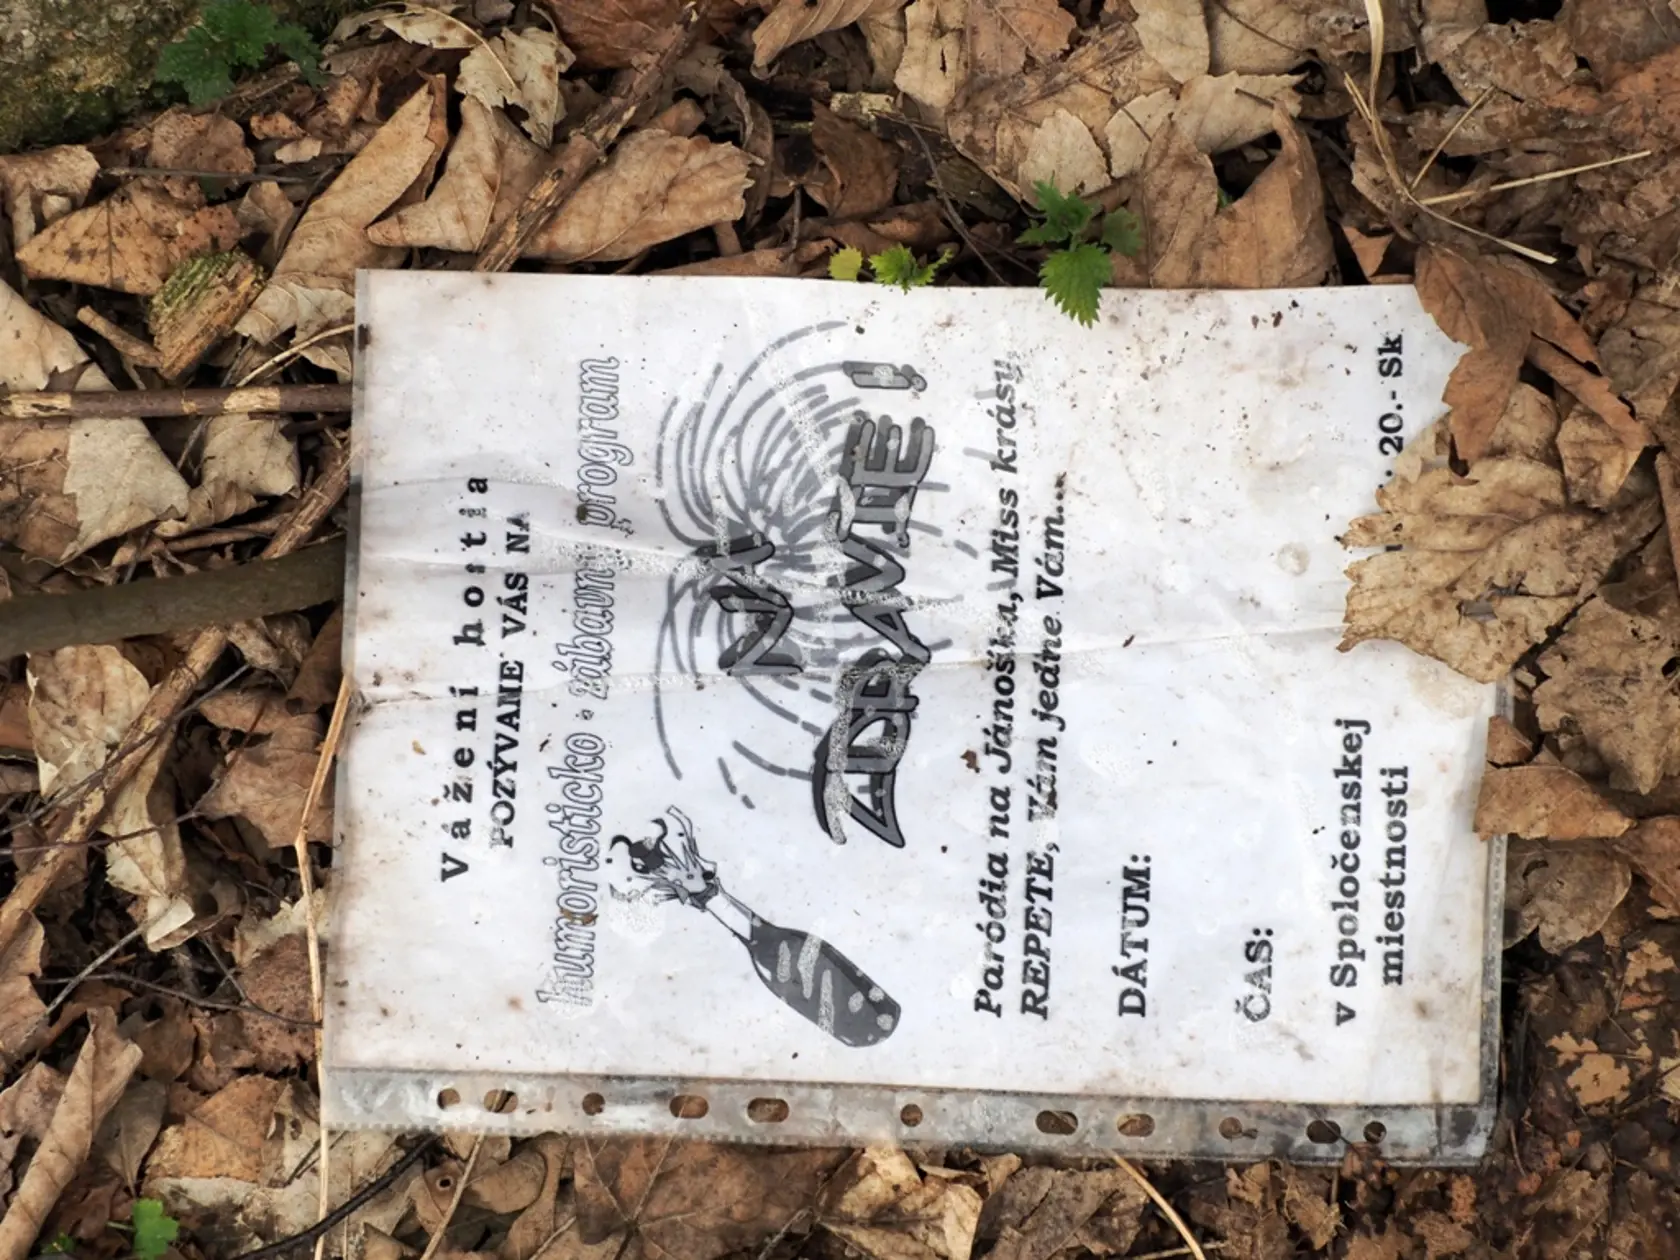 Vážení hostia
POZÝVAME VÁS NA
humoristicko - zábavný program
NA
ZDRAVIE !
Paródia na Jánošíka, Miss krásy
REPETE, Vám jedne Vám...
DÁTUM:
ČAS:
v Spoločenskej
miestnosti
: 20.- Sk